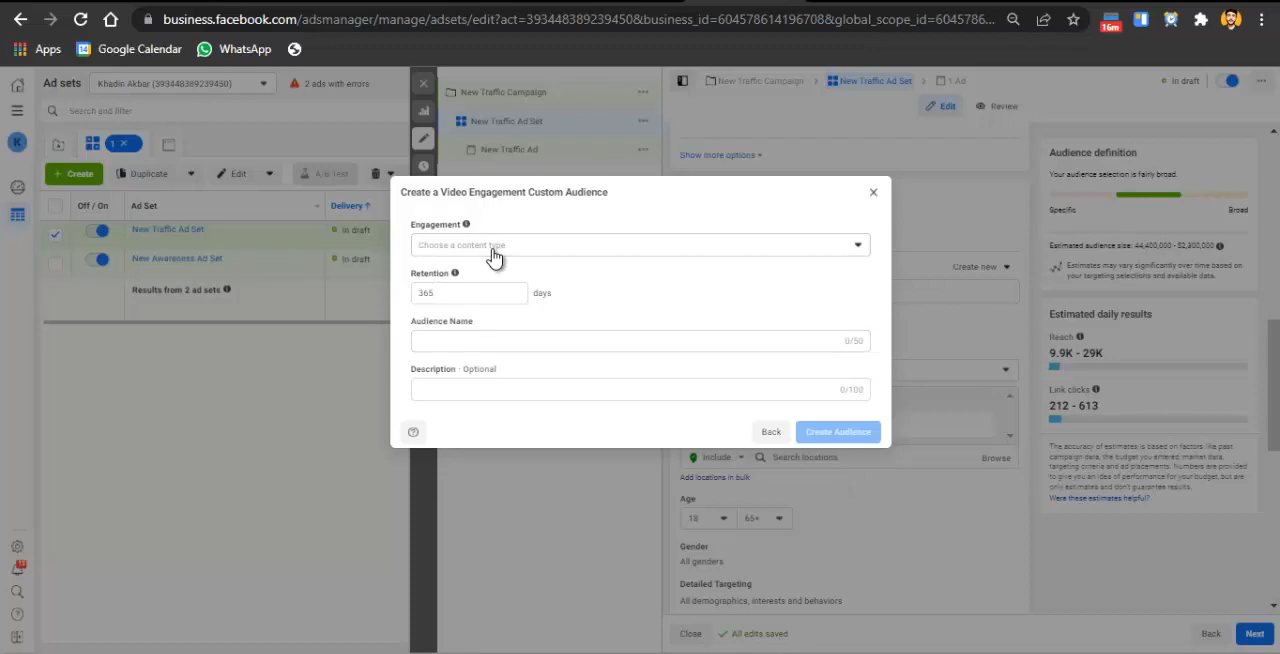 business.facebook.com/adsmanager/manage/adsets/edit?act=393448389239450&business_id=604578614196708&global_scope_id=6045786...
16m
Apps
Google Calendar
WhatsApp
Ad sets
Khadin Akbar (393448389239450)
2 ads with errors
Search and filter
1 ×
+ Create
Duplicate
Edit
A/B Test
Off / On
Ad Set
Delivery ↑
New Traffic Ad Set
In draft
New Awareness Ad Set
In draft
Results from 2 ad sets
K
New Traffic Campaign
New Traffic Ad Set
New Traffic Ad
New Traffic Campaign
New Traffic Ad Set
1 Ad
In draft
Edit
Review
Show more options
Create new
Include
Search locations
Browse
Add locations in bulk
Age
18
65+
Gender
All genders
Detailed Targeting
All demographics, interests and behaviors
Close
All edits saved
Back
Next
Audience definition
Your audience selection is fairly broad.
Specific
Broad
Estimated audience size: 44,400,000 - 52,300,000
Estimates may vary significantly over time based on
your targeting selections and available data.
Estimated daily results
Reach
9.9K - 29K
Link clicks
212 - 613
The accuracy of estimates is based on factors like past
campaign data, the budget you entered, market data,
targeting criteria and ad placements. Numbers are provided
to give you an idea of performance for your budget, but are
only estimates and don't guarantee results.
Were these estimates helpful?
Create a Video Engagement Custom Audience
Engagement
Choose a content type
Retention
365
days
Audience Name
0/50
Description · Optional
0/100
Back
Create Audience